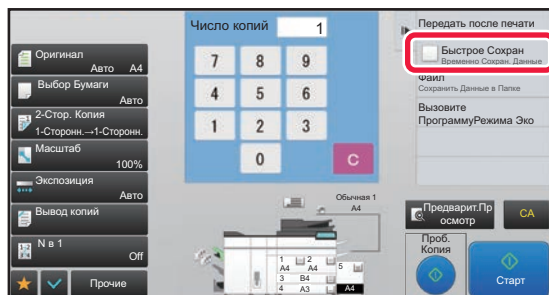 Число копий 1
Передать после печати
Быстрое Сохран
Временно Сохран. Данные
Файл
Сохранить Данные в Папке
Вызовите
ПрограммуРежима Эко
Оригинал
Авто A4
Выбор Бумаги
Авто
2-Стор. Копия
1-Сторонн.→1-Сторонн.
Масштаб
100%
Экспозиция
Авто
Вывод копий
N в 1
Off
Прочие
7 8 9
4 5 6
1 2 3
0 C
Обычная 1
A4
1 2 5
A4 A4
3 B4
4 A3 A4
Предварит.Пр
осмотр
CA
Проб.
Копия
Старт